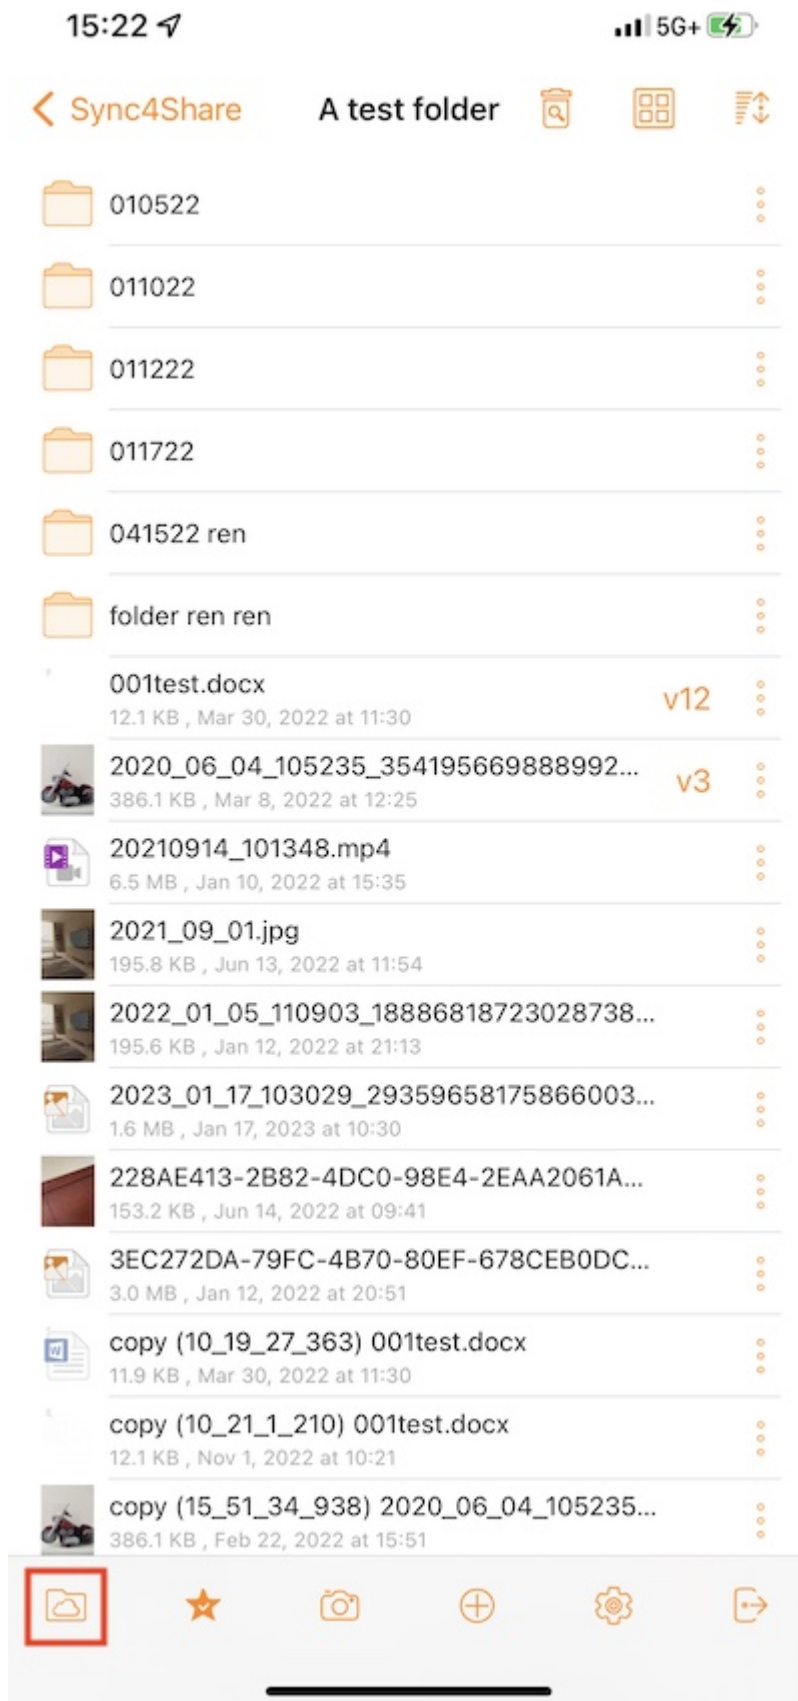 15:22
5G+
Sync4Share A test folder
010522
011022
011222
011722
041522 ren
folder ren ren
001test.docx
12.1 KB , Mar 30, 2022 at 11:30
v12
2020_06_04_105235_354195669888992...
386.1 KB , Mar 8, 2022 at 12:25
v3
20210914_101348.mp4
6.5 MB , Jan 10, 2022 at 15:35
2021_09_01.jpg
195.8 KB , Jun 13, 2022 at 11:54
2022_01_05_110903_18886818723028738...
195.6 KB , Jan 12, 2022 at 21:13
2023_01_17_103029_29359658175866003...
1.6 MB , Jan 17, 2023 at 10:30
228AE413-2B82-4DC0-98E4-2EAA2061A...
153.2 KB , Jun 14, 2022 at 09:41
3EC272DA-79FC-4B70-80EF-678CEB0DC...
3.0 MB , Jan 12, 2022 at 20:51
copy (10_19_27_363) 001test.docx
11.9 KB , Mar 30, 2022 at 11:30
copy (10_21_1_210) 001test.docx
12.1 KB , Nov 1, 2022 at 10:21
copy (15_51_34_938) 2020_06_04_105235...
386.1 KB , Feb 22, 2022 at 15:51